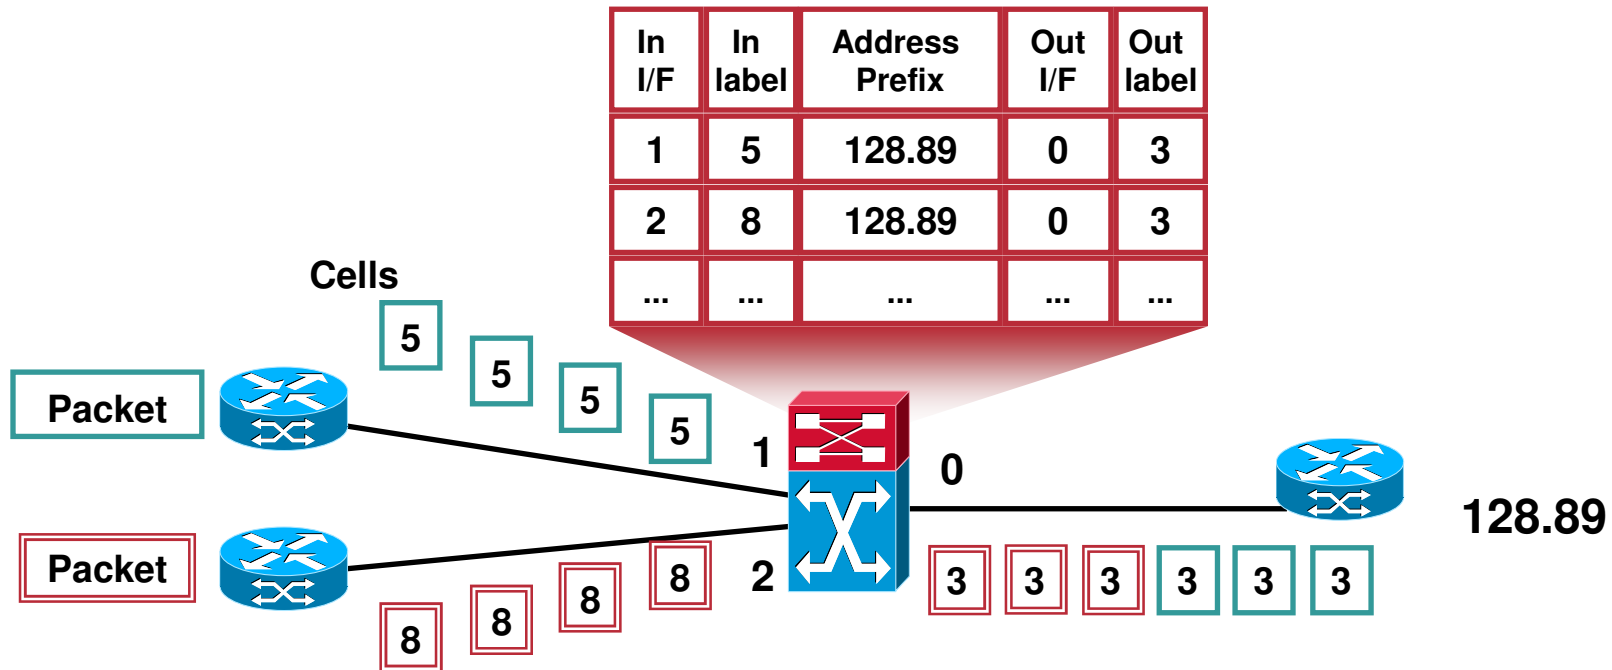 In I/F In label Address Prefix Out I/F Out label
1 5 128.89 0 3
2 8 128.89 0 3
... ... ... ... ...
Cells
5 5 5 5
Packet
1
0
128.89
Packet
2
8 8 8 8
3 3 3 3 3 3